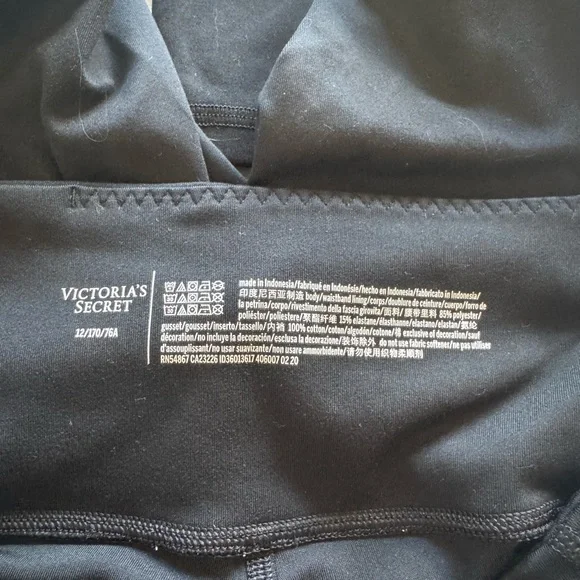 VICTORIA'S
SECRET
12/170/76A
made in Indonesia/fabriqué en Indonésie/hecho en Indonesia/fabbricato in Indonesia/
印度尼西亚制造 body/waistband lining/corps/doublure de ceinture/cuerpo/forro de
la petrina/corpo/rivestimento della fascia girovita/面料/腰带里料 85% polyester/
poliéster/poliestere/聚酯纤维 15% elastane/élasthanne/elastano/elastan/氨纶
gusset/gousset/inserto/tassello/内裆 100% cotton/coton/algodón/cotone/棉 exclusive of decoration/sauf
décoration/no incluye la decoración/esclusa la decorazione/装饰除外 do not use fabric softener/ne pas utiliser
d'assouplissant/no usar suavizante/non usare ammorbidente/请勿使用织物柔顺剂
RN54867 CA23226 ID36013617 406007 02 20